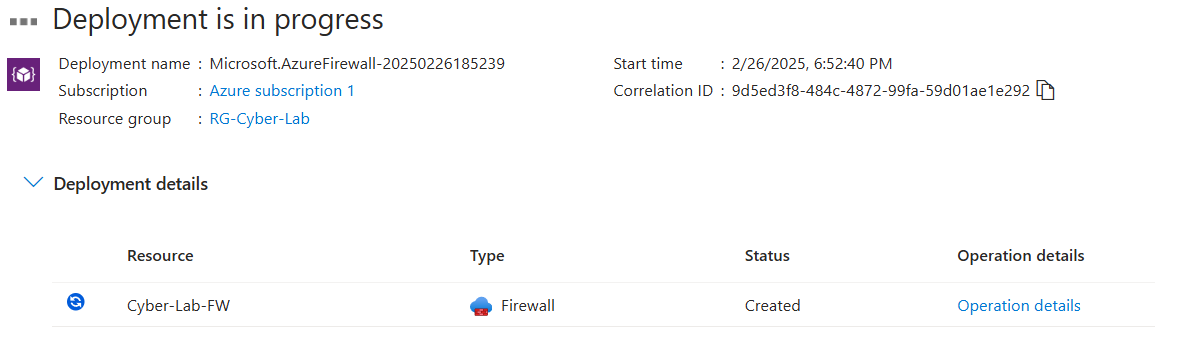 Deployment is in progress
Deployment name : Microsoft.AzureFirewall-20250226185239
Subscription : Azure subscription 1
Resource group : RG-Cyber-Lab
Start time : 2/26/2025, 6:52:40 PM
Correlation ID : 9d5ed3f8-484c-4872-99fa-59d01ae1e292
Deployment details
Resource Type Status Operation details
Cyber-Lab-FW Firewall Created Operation details